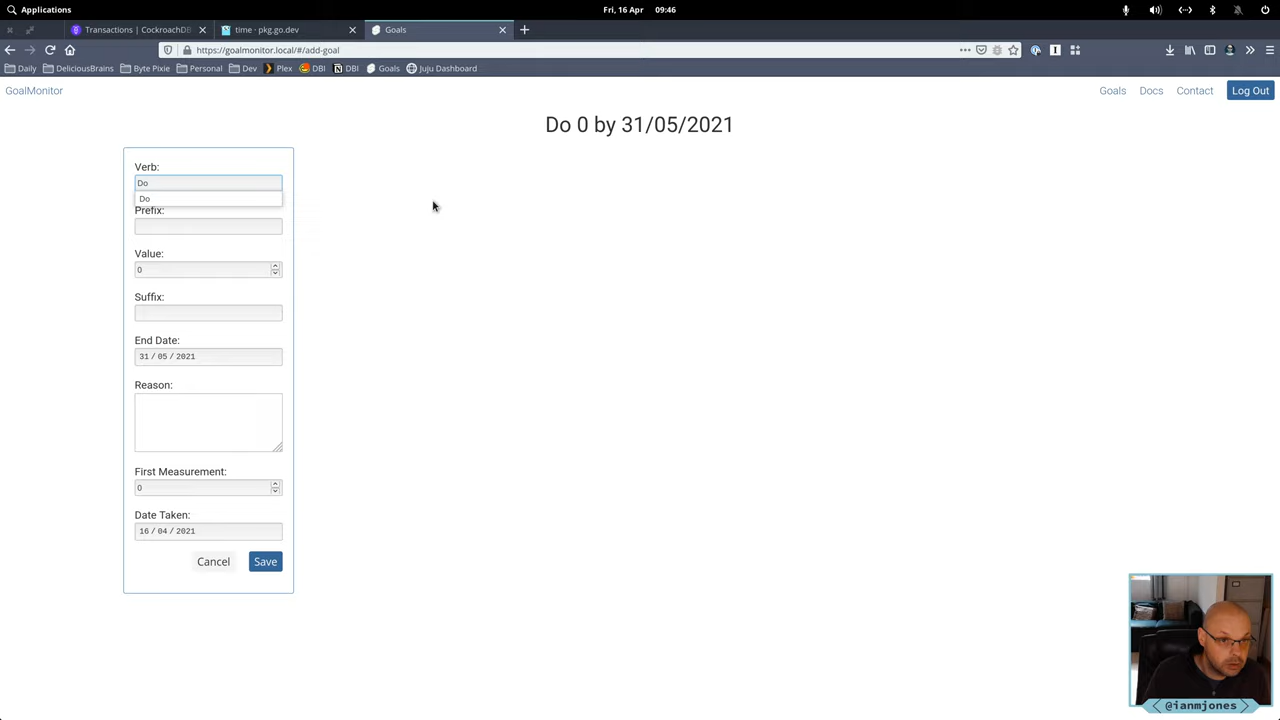 Applications
Fri, 16 Apr 09:46
Transactions | CockroachDB
time · pkg.go.dev
Goals
https://goalmonitor.local/#/add-goal
Daily
DeliciousBrains
Byte Pixie
Personal
Dev
Plex
DBI
DBI
Goals
Juju Dashboard
GoalMonitor
Goals
Docs
Contact
Log Out
Do 0 by 31/05/2021
Verb:
Do
Do
Prefix:
Value:
0
Suffix:
End Date:
31 / 05 / 2021
Reason:
First Measurement:
0
Date Taken:
16 / 04 / 2021
Cancel
Save
@ianmjones